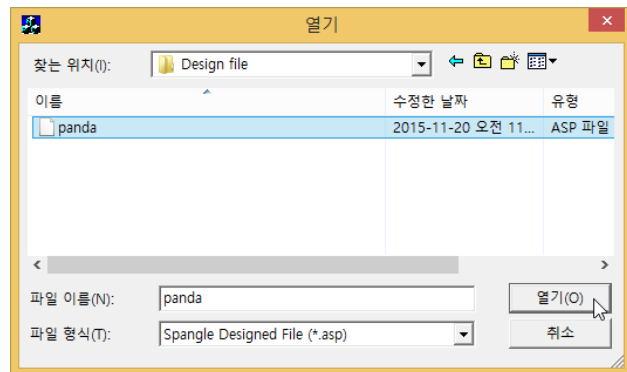 열기
찾는 위치(I): Design file
이름 수정한 날짜 유형
panda 2015-11-20 오전 11... ASP 파일
파일 이름(N): panda 열기(O)
파일 형식(T): Spangle Designed File (*.asp) 취소